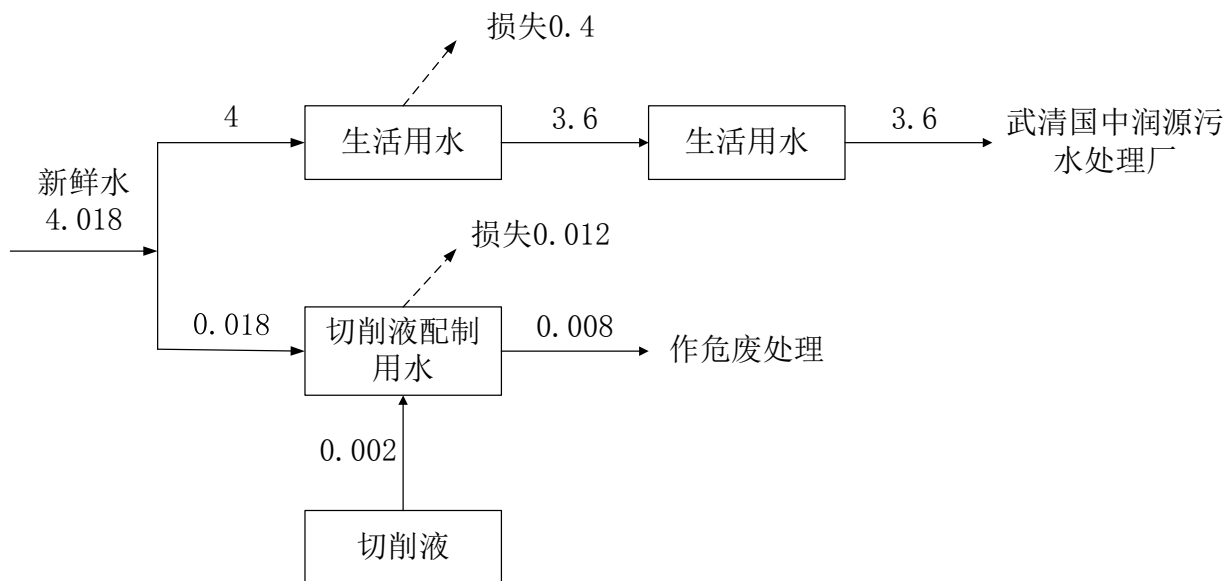 损失0.4
4
生活用水
3.6
生活用水
3.6
武清国中润源污
水处理厂
新鲜水
4.018
损失0.012
0.018
切削液配制
用水
0.008
作危废处理
0.002
切削液